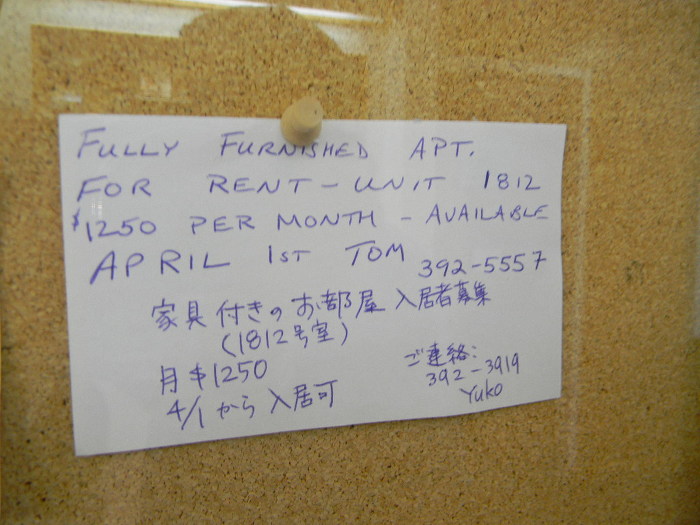 FULLY FURNISHED APT.
FOR RENT - UNIT 1812
$1250 PER MONTH - AVAILABLE
APRIL 1ST TOM 392-5557
家具付きのお部屋入居者募集
(1812号室)
月$1250
4/1から入居可
ご連絡:
392-3919
Yuko